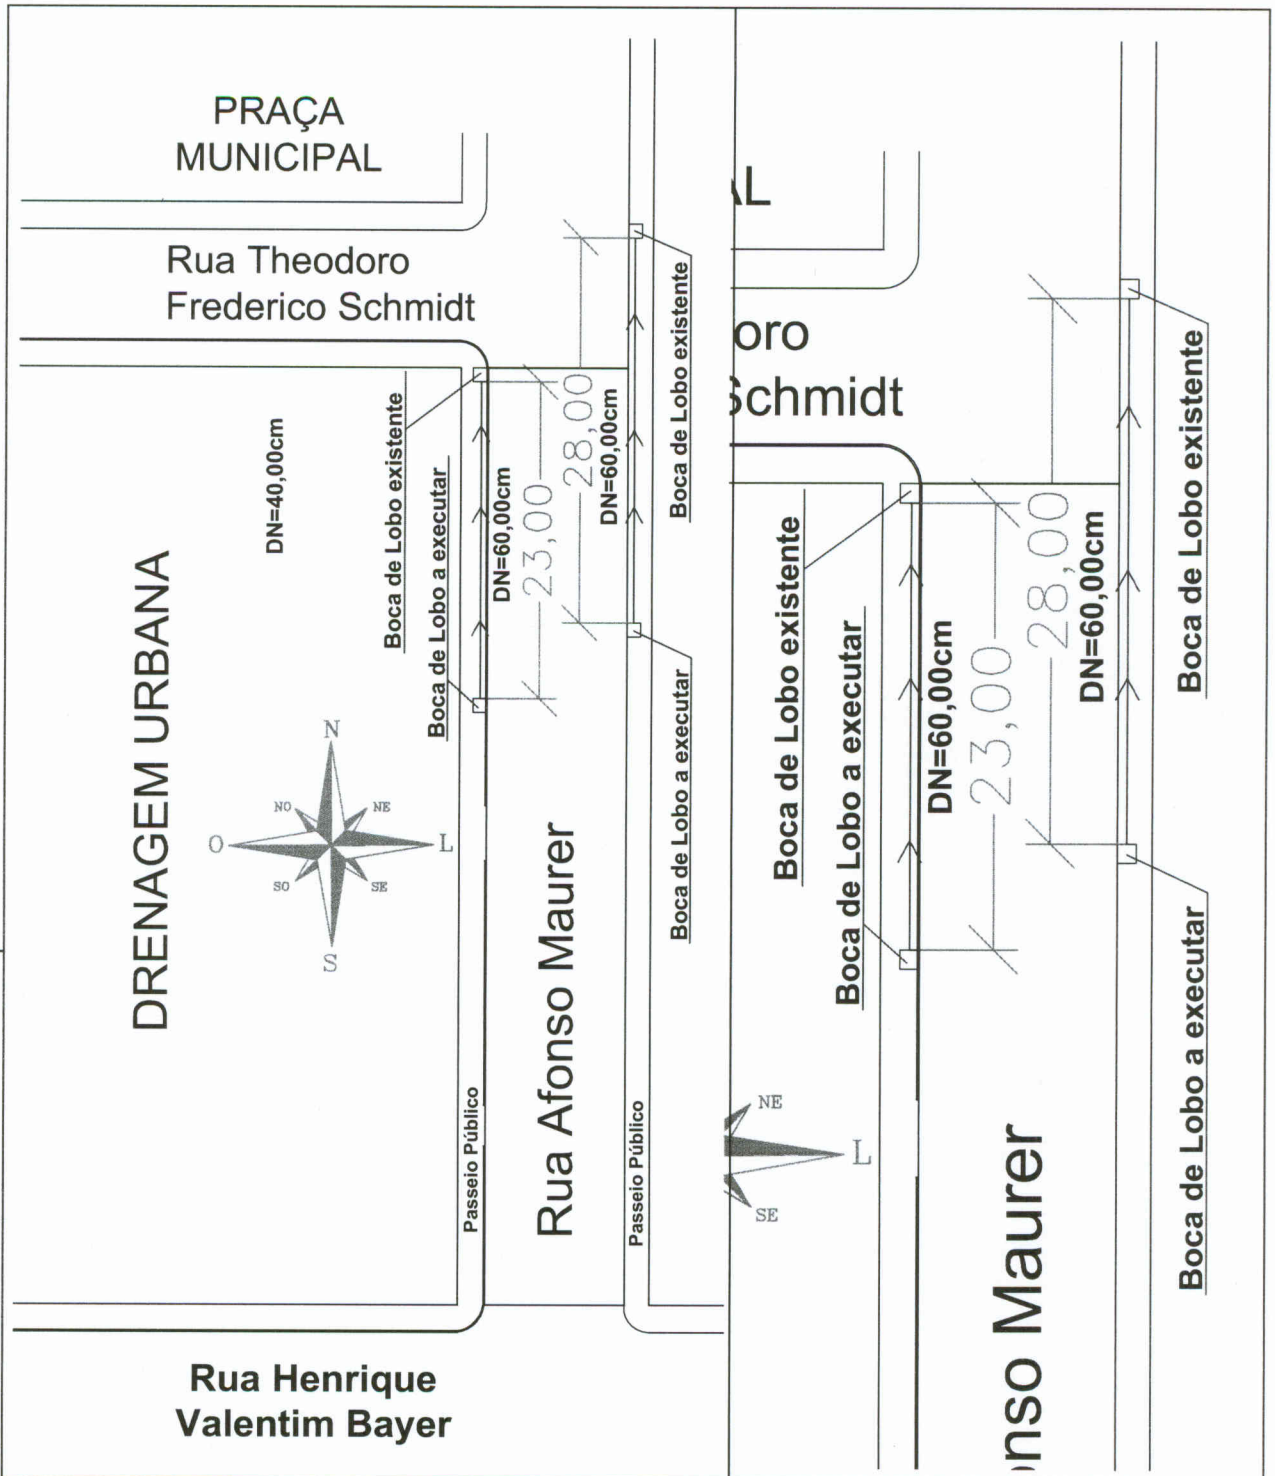 PRAÇA
MUNICIPAL
Rua Theodoro
Frederico Schmidt
DRENAGEM URBANA
DN=40,00cm
Boca de Lobo existente
Boca de Lobo a executar
DN=60,00cm
23,00
28,00
DN=60,00cm
Boca de Lobo existente
Boca de Lobo a executar
N
NO
NE
O
L
SO
SE
S
Passeio Público
Rua Afonso Maurer
Passeio Público
Rua Henrique
Valentim Bayer
AL
oro
Schmidt
Boca de Lobo existente
Boca de Lobo a executar
DN=60,00cm
23,00
28,00
DN=60,00cm
Boca de Lobo existente
Boca de Lobo a executar
NE
L
SE
onso Maurer